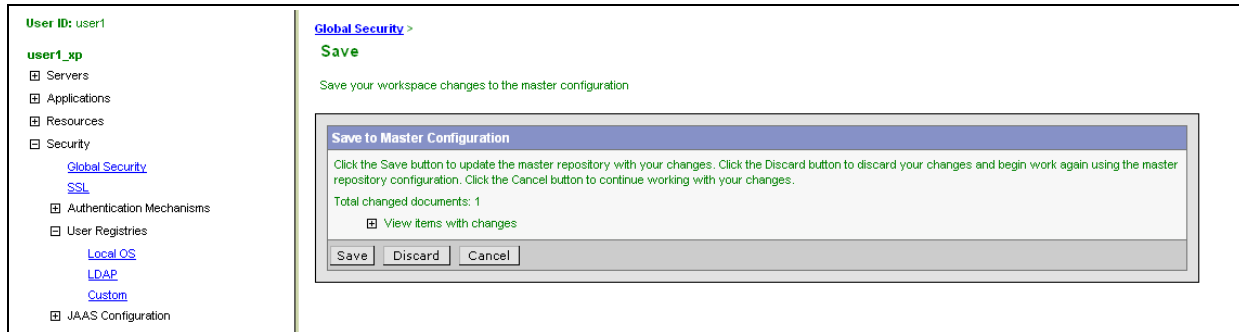 User ID: user1
user1_xp
Servers
Applications
Resources
Security
Global Security
SSL
Authentication Mechanisms
User Registries
Local OS
LDAP
Custom
JAAS Configuration
Global Security >
Save
Save your workspace changes to the master configuration
Save to Master Configuration
Click the Save button to update the master repository with your changes. Click the Discard button to discard your changes and begin work again using the master
repository configuration. Click the Cancel button to continue working with your changes.
Total changed documents: 1
View items with changes
Save Discard Cancel